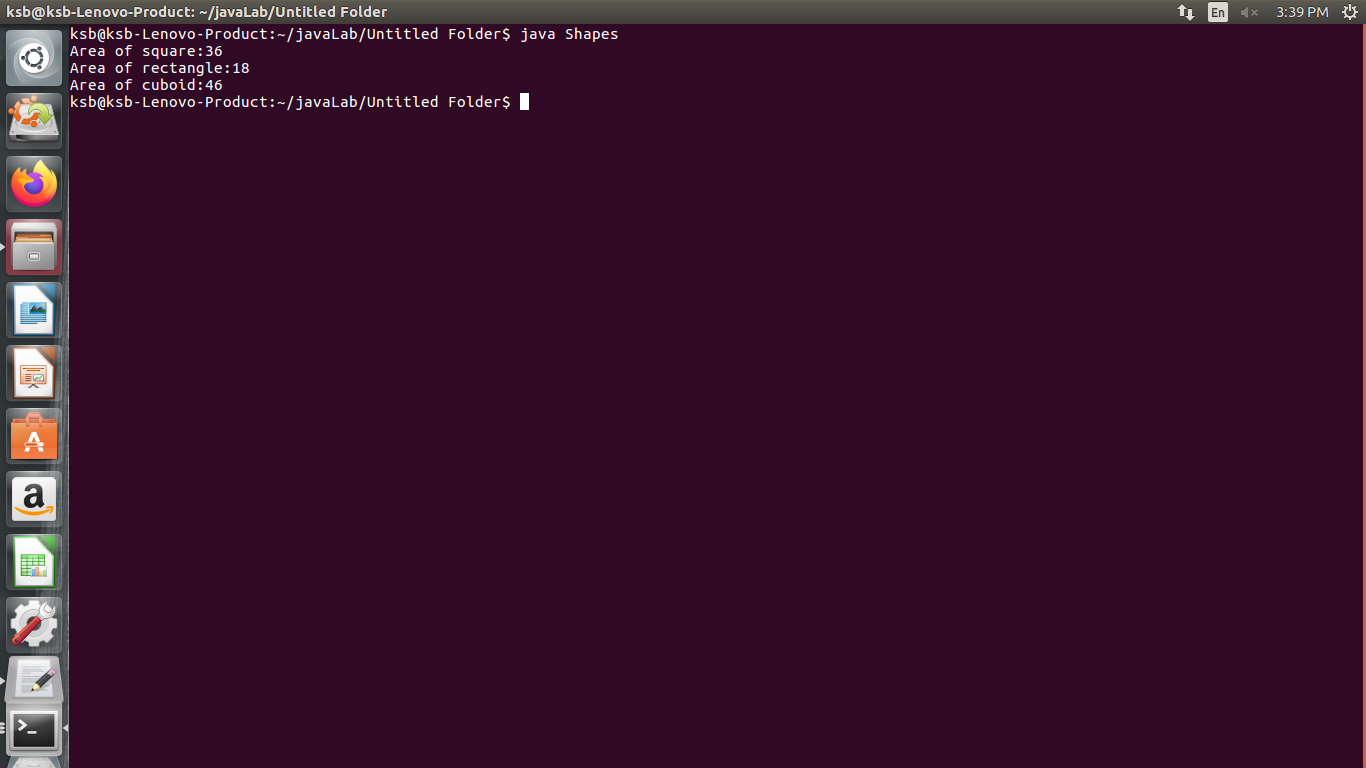 ksb@ksb-Lenovo-Product: ~/javaLab/Untitled Folder
En
3:39 PM
ksb@ksb-Lenovo-Product:~/javaLab/Untitled Folder$ java Shapes
Area of square:36
Area of rectangle:18
Area of cuboid:46
ksb@ksb-Lenovo-Product:~/javaLab/Untitled Folder$
A
a
>_